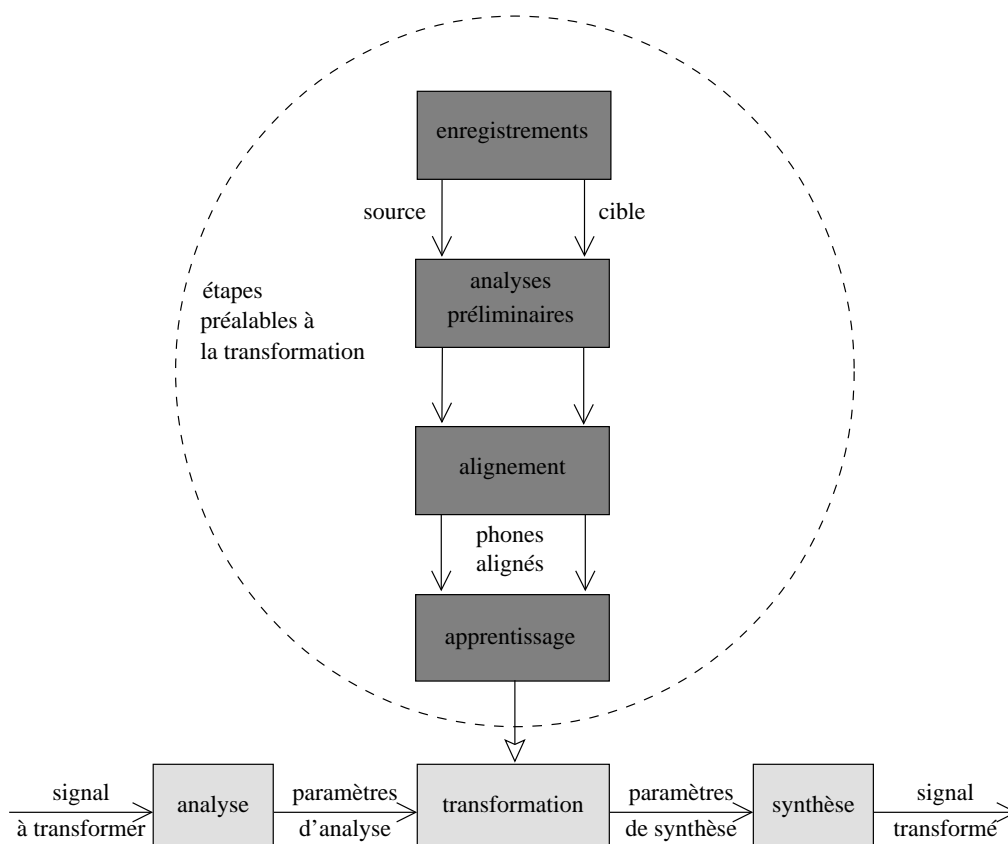 enregistrements
source
cible
analyses
préliminaires
étapes
préalables à
la transformation
alignement
phones
alignés
apprentissage
signal
à transformer
analyse
paramètres
d'analyse
transformation
paramètres
de synthèse
synthèse
signal
transformé